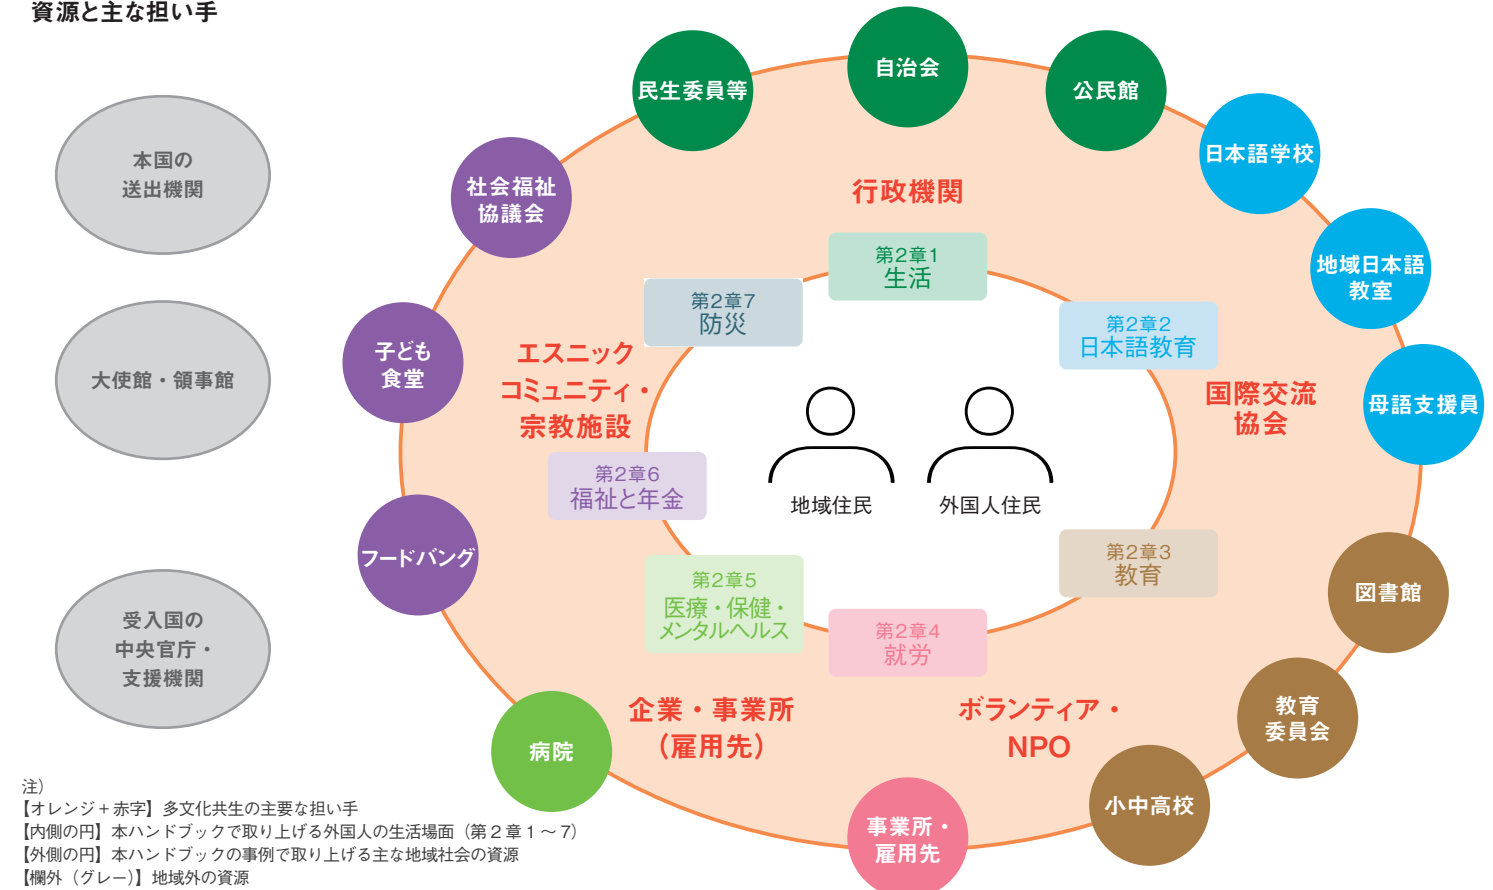 資源と主な担い手
本国の
送出機関
大使館・領事館
受入国の
中央官庁・
支援機関
民生委員等
自治会
公民館
日本語学校
地域日本語
教室
母語支援員
図書館
教育
委員会
小中高校
事業所・
雇用先
病院
フードバング
子ども
食堂
社会福祉
協議会
行政機関
国際交流
協会
ボランティア・
NPO
企業・事業所
（雇用先）
エスニック
コミュニティ・
宗教施設
第2章1
生活
第2章2
日本語教育
第2章3
教育
第2章4
就労
第2章5
医療・保健・
メンタルヘルス
第2章6
福祉と年金
第2章7
防災
地域住民
外国人住民
注）
【オレンジ＋赤字】多文化共生の主要な担い手
【内側の円】本ハンドブックで取り上げる外国人の生活場面（第２章１～７）
【外側の円】本ハンドブックの事例で取り上げる主な地域社会の資源
【欄外（グレー）】地域外の資源